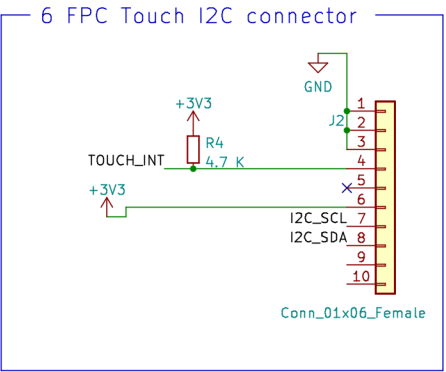 6 FPC Touch I2C connector
GND
+3V3
J2
1
2
3
R4
4.7 K
TOUCH_INT
4
+3V3
5
6
I2C_SCL
7
I2C_SDA
8
9
10
Conn_01x06_Female